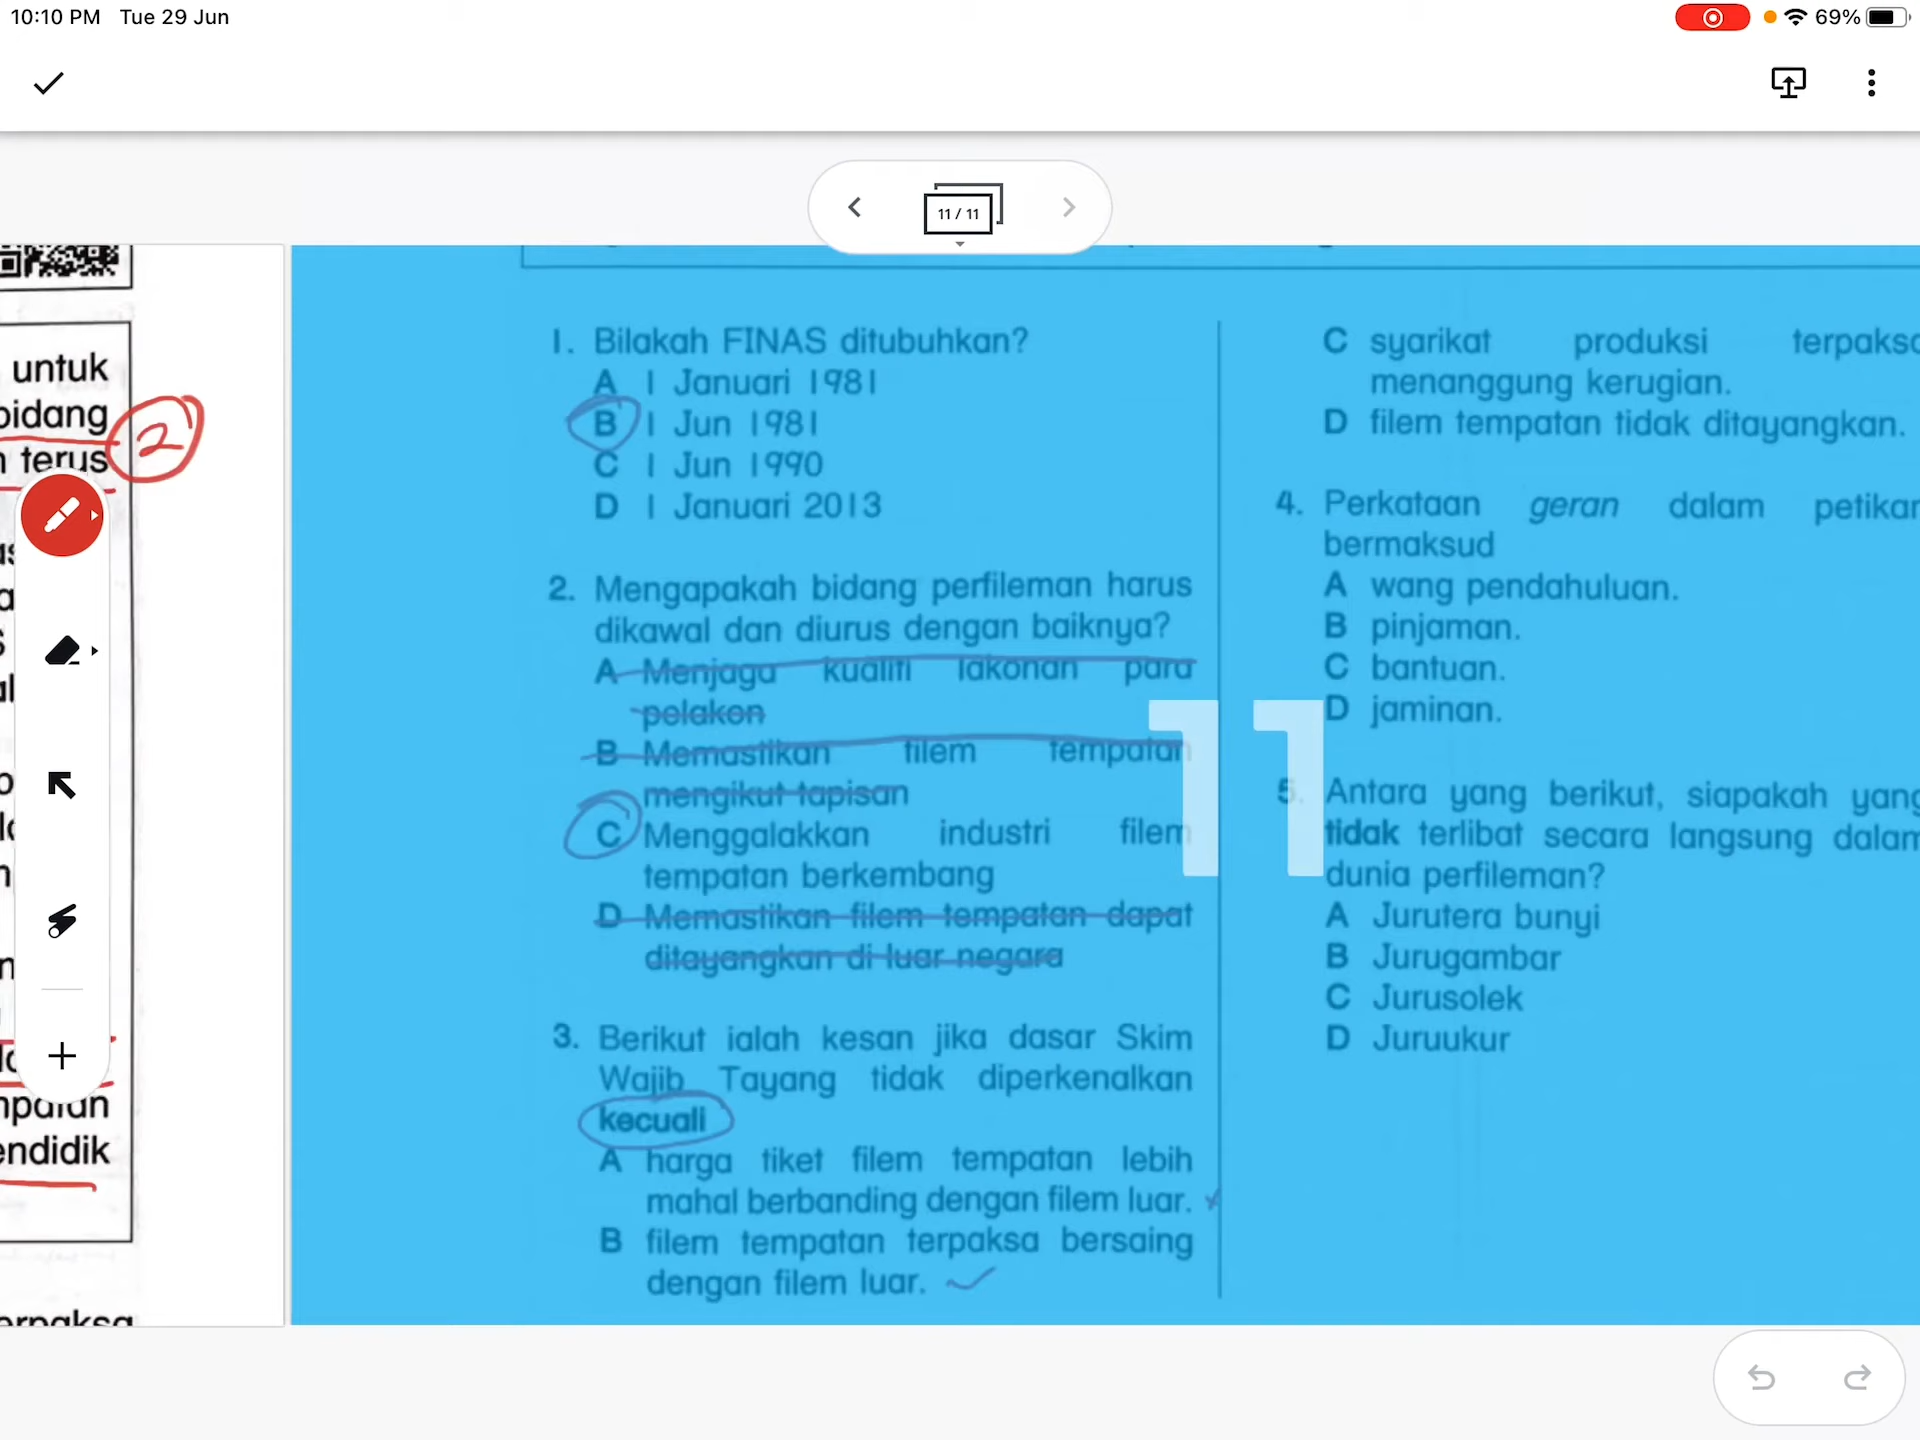 10:10 PM Tue 29 Jun
69%
11 / 11
untuk
bidang
terus
2
endidik
1. Bilakah FINAS ditubuhkan?
A 1 Januari 1981
B 1 Jun 1981
C 1 Jun 1990
D 1 Januari 2013
2. Mengapakah bidang perfileman harus
dikawal dan diurus dengan baiknya?
A Menjaga kualiti lakonan para
pelakon
B Memastikan filem tempatan
mengikut tapisan
C Menggalakkan industri filem
tempatan berkembang
D Memastikan filem tempatan dapat
ditayangkan di luar negara
3. Berikut ialah kesan jika dasar Skim
Wajib Tayang tidak diperkenalkan
kecuali
A harga tiket filem tempatan lebih
mahal berbanding dengan filem luar.
B filem tempatan terpaksa bersaing
dengan filem luar.
C syarikat produksi terpaksa
menanggung kerugian.
D filem tempatan tidak ditayangkan.
4. Perkataan geran dalam petikan
bermaksud
A wang pendahuluan.
B pinjaman.
C bantuan.
D jaminan.
5. Antara yang berikut, siapakah yang
tidak terlibat secara langsung dalam
dunia perfileman?
A Jurutera bunyi
B Jurugambar
C Jurusolek
D Juruukur
11